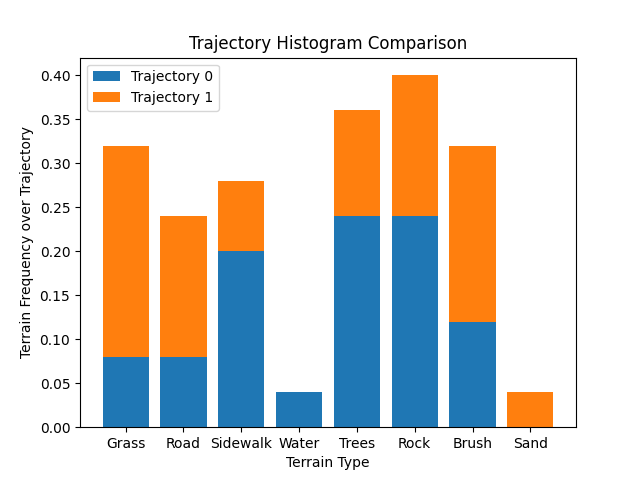 Trajectory Histogram Comparison
Trajectory 0
Trajectory 1
Terrain Frequency over Trajectory
0.40
0.35
0.30
0.25
0.20
0.15
0.10
0.05
0.00
Grass Road Sidewalk Water Trees Rock Brush Sand
Terrain Type